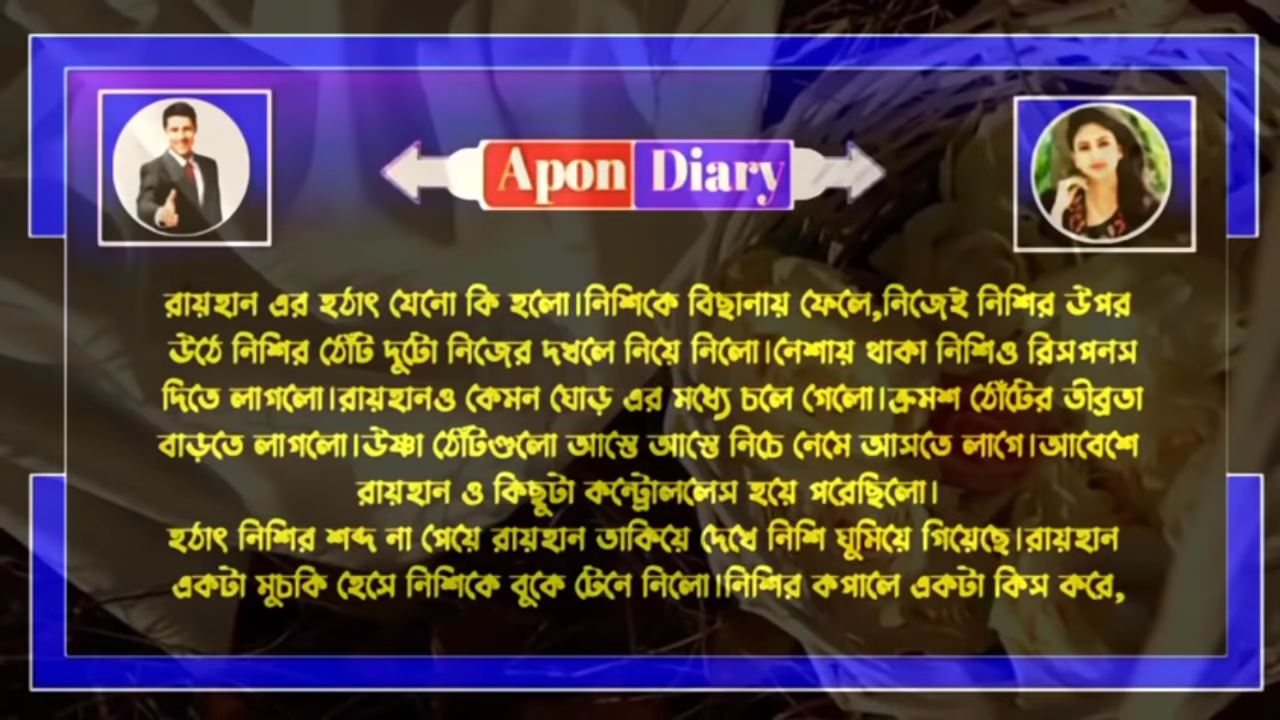 Apon Diary
রায়হান এর হঠাৎ যেনো কি হলো।নিশিকে বিছানায় ফেলে,নিজেই নিশির উপর
উঠে নিশির ঠোঁট দুটো নিজের দখলে নিয়ে নিলো।নেশায় থাকা নিশিও রিসপনস
দিতে লাগলো।রায়হানও কেমন ঘোড় এর মধ্যে চলে গেলো।ক্রমশ ঠোঁটের তীব্রতা
বাড়তে লাগলো।উষ্ণা ঠোঁটগুলো আস্তে আস্তে নিচে নেমে আসতে লাগে।আবেশে
রায়হান ও কিছুটা কন্ট্রোললেস হয়ে পরেছিলো।
হঠাৎ নিশির শব্দ না পেয়ে রায়হান তাকিয়ে দেখে নিশি ঘুমিয়ে গিয়েছে।রায়হান
একটা মুচকি হেসে নিশিকে বুকে টেনে নিলো।নিশির কপালে একটা কিস করে,